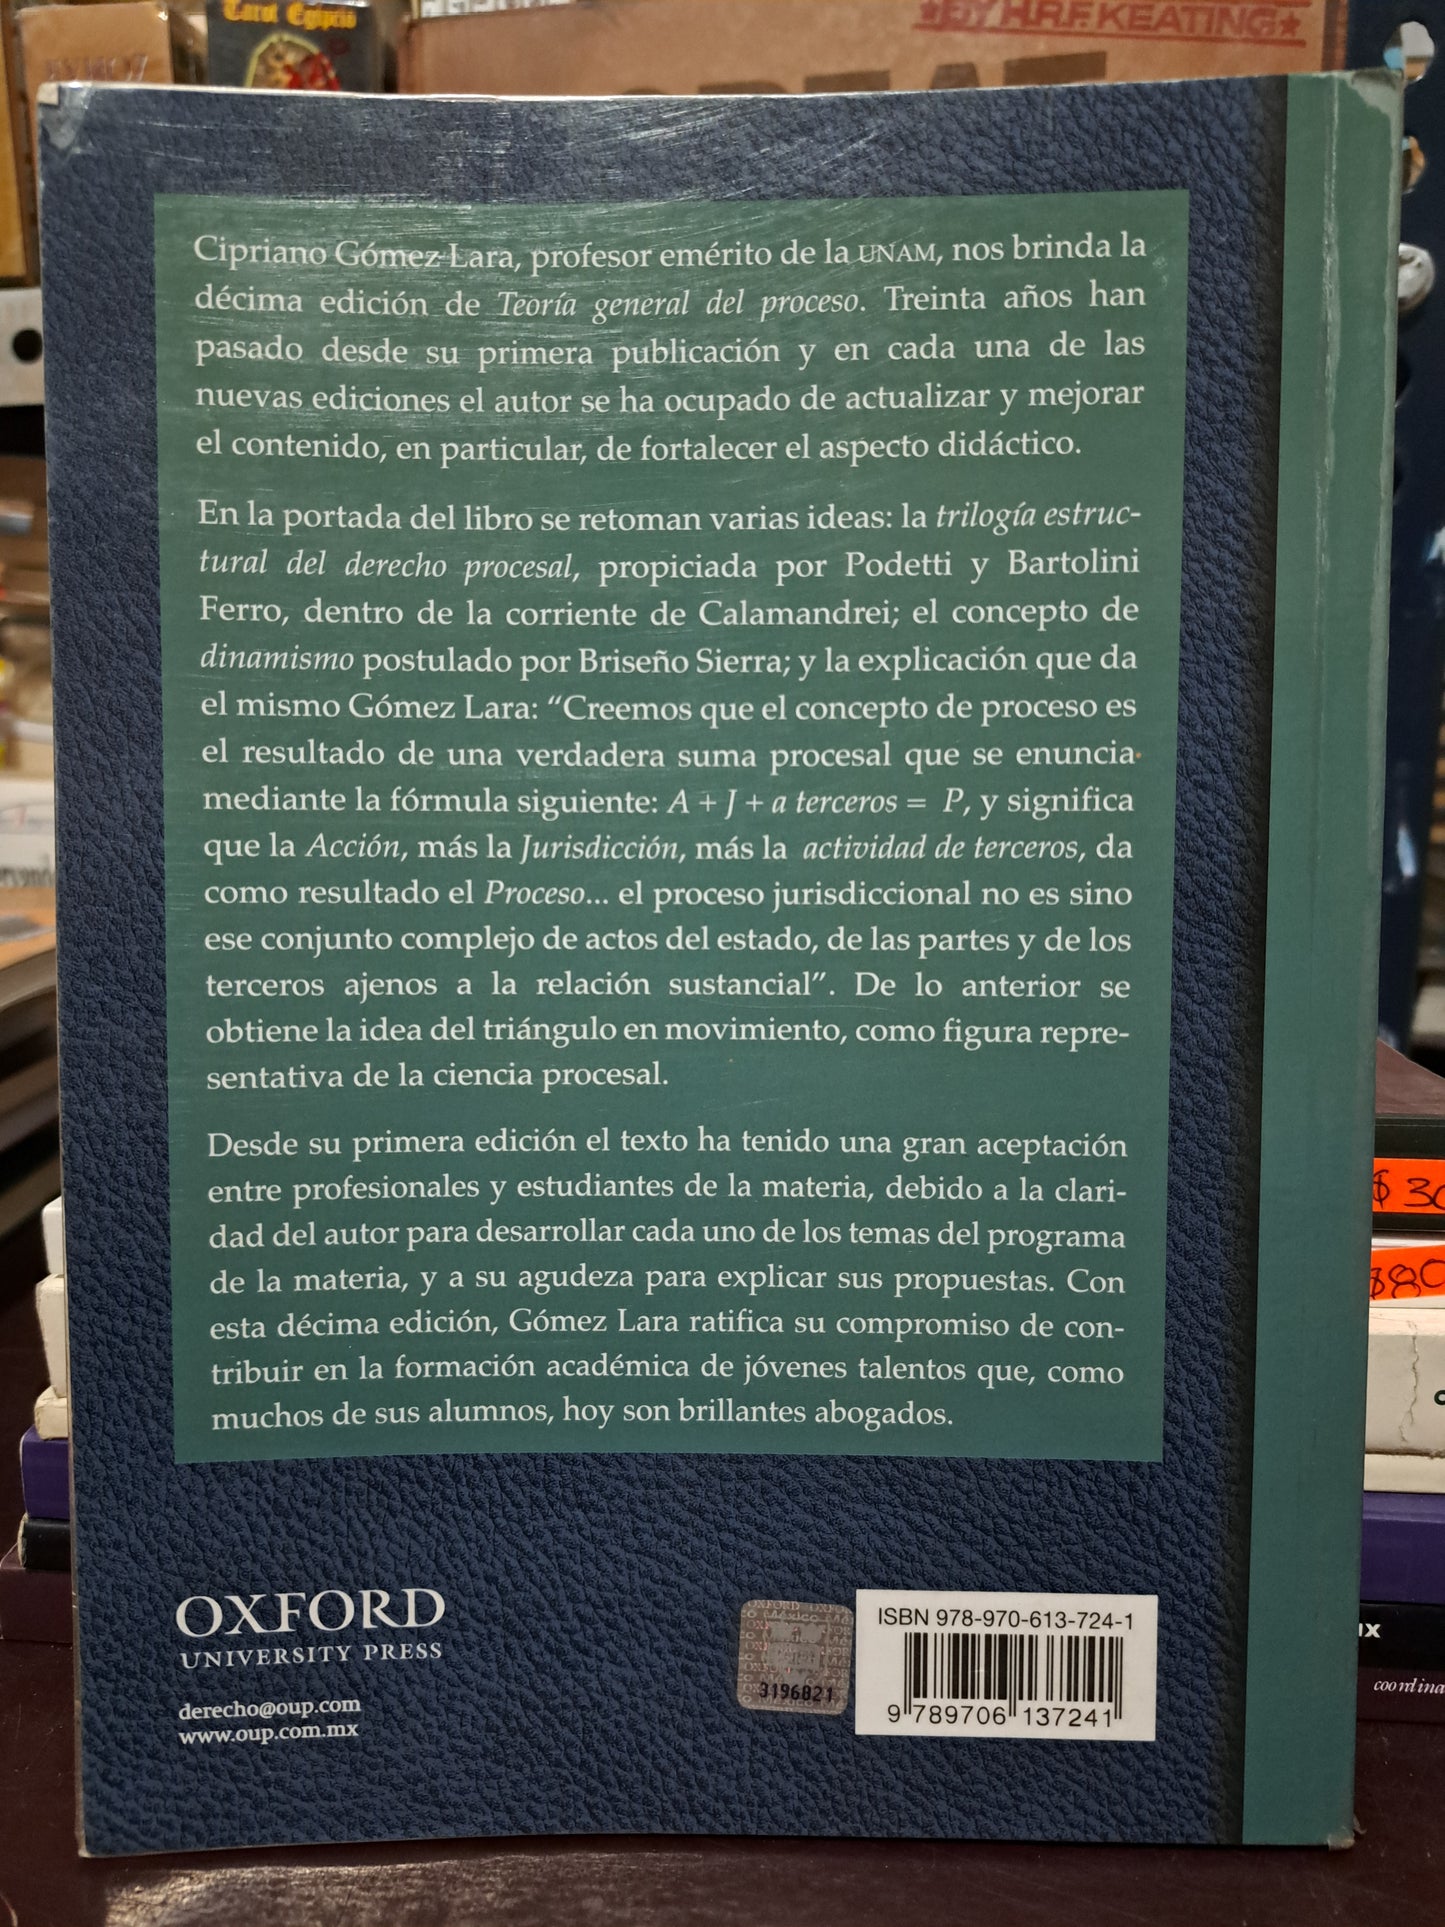 Tarot Egipcio
★BY H.R.F. KEATING★
Cipriano Gómez Lara, profesor emérito de la UNAM, nos brinda la
décima edición de Teoría general del proceso. Treinta años han
pasado desde su primera publicación y en cada una de las
nuevas ediciones el autor se ha ocupado de actualizar y mejorar
el contenido, en particular, de fortalecer el aspecto didáctico.
En la portada del libro se retoman varias ideas: la trilogía estruc-
tural del derecho procesal, propiciada por Podetti y Bartolini
Ferro, dentro de la corriente de Calamandrei; el concepto de
dinamismo postulado por Briseño Sierra; y la explicación que da
el mismo Gómez Lara: “Creemos que el concepto de proceso es
el resultado de una verdadera suma procesal que se enuncia
mediante la fórmula siguiente: A + J + a terceros = P, y significa
que la Acción, más la Jurisdicción, más la actividad de terceros, da
como resultado el Proceso... el proceso jurisdiccional no es sino
ese conjunto complejo de actos del estado, de las partes y de los
terceros ajenos a la relación sustancial”. De lo anterior se
obtiene la idea del triángulo en movimiento, como figura repre-
sentativa de la ciencia procesal.
Desde su primera edición el texto ha tenido una gran aceptación
entre profesionales y estudiantes de la materia, debido a la clari-
dad del autor para desarrollar cada uno de los temas del programa
de la materia, y a su agudeza para explicar sus propuestas. Con
esta décima edición, Gómez Lara ratifica su compromiso de con-
tribuir en la formación académica de jóvenes talentos que, como
muchos de sus alumnos, hoy son brillantes abogados.
$ 30
$80
OXFORD
UNIVERSITY PRESS
derecho@oup.com
www.oup.com.mx
3196821
ISBN 978-970-613-724-1
9 789706 137241
IX
coordina